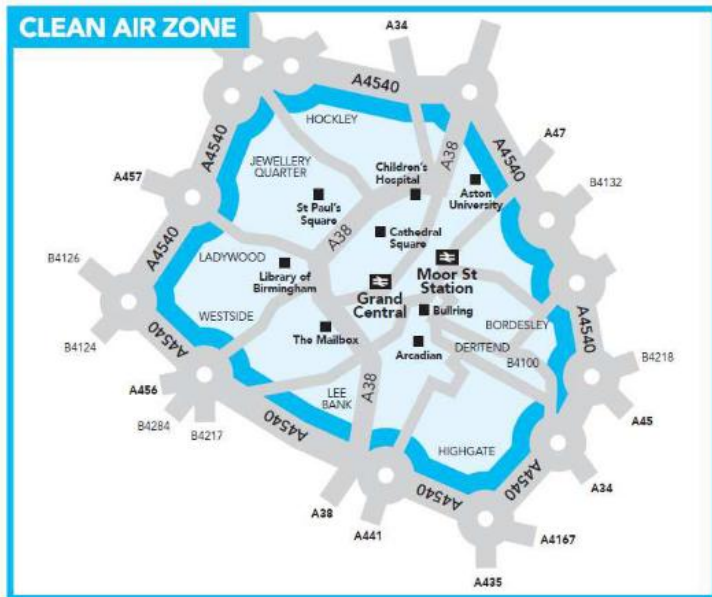 CLEAN AIR ZONE
A34
A4540
HOCKLEY
A4540
A38
A4540
A47
B4132
JEWELLERY
QUARTER
Children's
Hospital
A457
St Paul's
Square
Aston
University
A38
Cathedral
Square
A4540
LADYWOOD
B4126
Library of
Birmingham
Moor St
Station
Grand
Central
WESTSIDE
Bullring
BORDESLEY
A4540
The Mailbox
Arcadian
DERITEND
B4100
B4218
B4124
A4540
A38
A456
B4284
B4217
LEE
BANK
A45
A4540
HIGHGATE
A4540
A4540
A34
A38
A441
A4167
A435